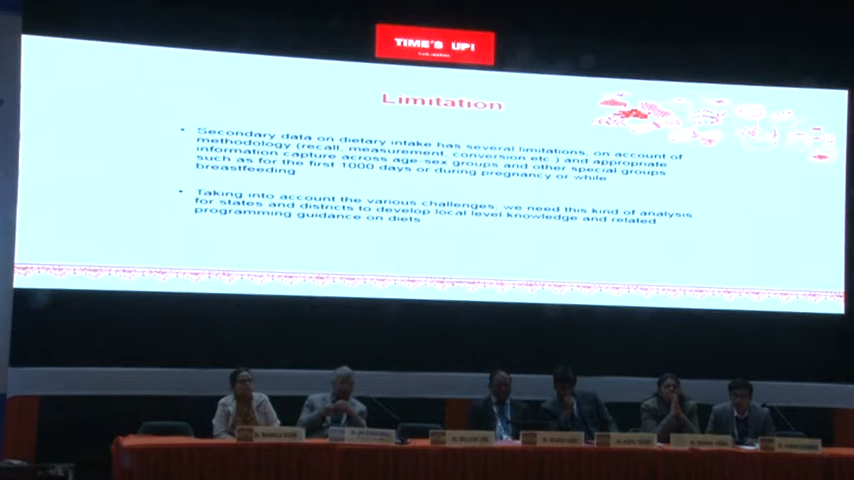 TIME'S UP!
Limitation
• Secondary data on dietary intake has several limitations, on account of
methodology (recall, measurement, conversion etc ) and appropriate
information capture across age-sex groups and other special groups
such as for the first 1000 days or during pregnancy or while
breastfeeding
• Taking into account the various challenges, we need this kind of analysis
for states and districts to develop local level knowledge and related
programming guidance on diets